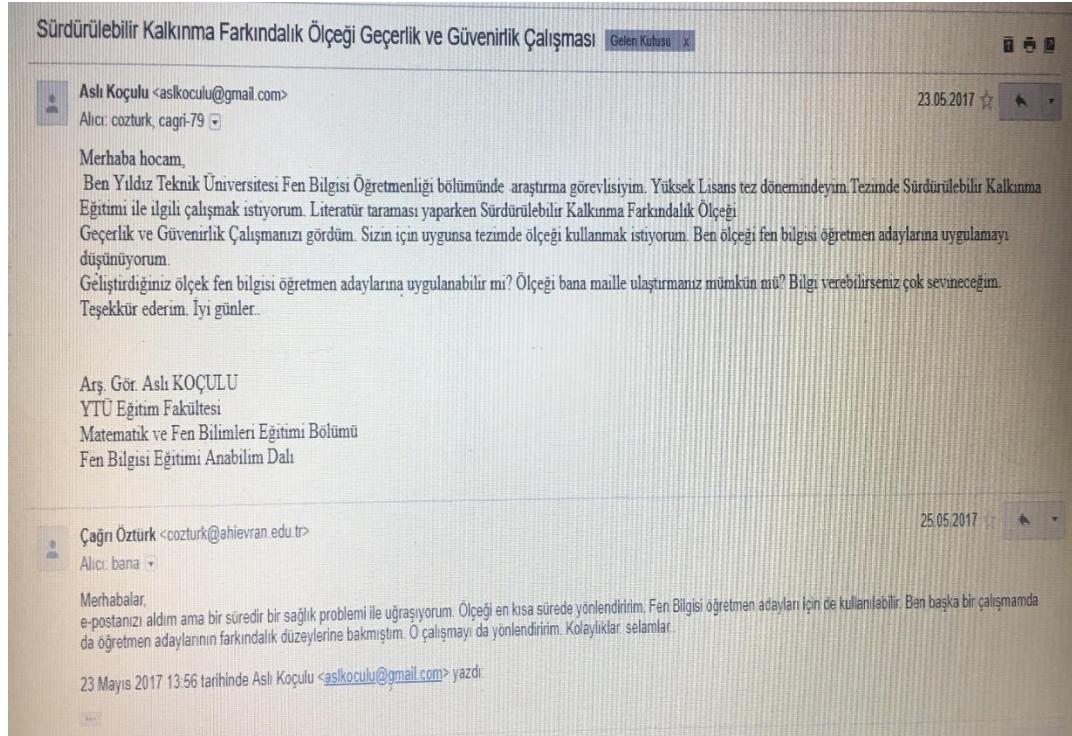 Sürdürülebilir Kalkınma Farkındalık Ölçeği Geçerlik ve Güvenirlik Çalışması Gelen Kutusu x
Aslı Koçulu <aslkoculu@gmail.com>
23.05.2017
Alıcı: cozturk, cagri-79
Merhaba hocam,
Ben Yıldız Teknik Üniversitesi Fen Bilgisi Öğretmenliği bölümünde araştırma görevlisiyim. Yüksek Lisans tez dönemindeyim.Tezimde Sürdürülebilir Kalkınma
Eğitimi ile ilgili çalışmak istiyorum. Literatür taraması yaparken Sürdürülebilir Kalkınma Farkındalık Ölçeği
Geçerlik ve Güvenirlik Çalışmanızı gördüm. Sizin için uygunsa tezimde ölçeği kullanmak istiyorum. Ben ölçeği fen bilgisi öğretmen adaylarına uygulamayı
düşünüyorum.
Geliştirdiğiniz ölçek fen bilgisi öğretmen adaylarına uygulanabilir mi? Ölçeği bana maille ulaştırmanız mümkün mü? Bilgi verebilirseniz çok sevineceğim.
Teşekkür ederim. İyi günler..
Arş. Gör. Aslı KOÇULU
YTÜ Eğitim Fakültesi
Matematik ve Fen Bilimleri Eğitimi Bölümü
Fen Bilgisi Eğitimi Anabilim Dalı
Çağrı Öztürk <cozturk@ahievran.edu.tr>
25.05.2017
Alıcı: bana
Merhabalar,
e-postanızı aldım ama bir süredir bir sağlık problemi ile uğraşıyorum. Ölçeği en kısa sürede yönlendiririm. Fen Bilgisi öğretmen adayları için de kullanılabilir. Ben başka bir çalışmamda
da öğretmen adaylarının farkındalık düzeylerine bakmıştım. O çalışmayı da yönlendiririm. Kolaylıklar. selamlar..
23 Mayıs 2017 13:56 tarihinde Aslı Koçulu <aslkoculu@gmail.com> yazdı: